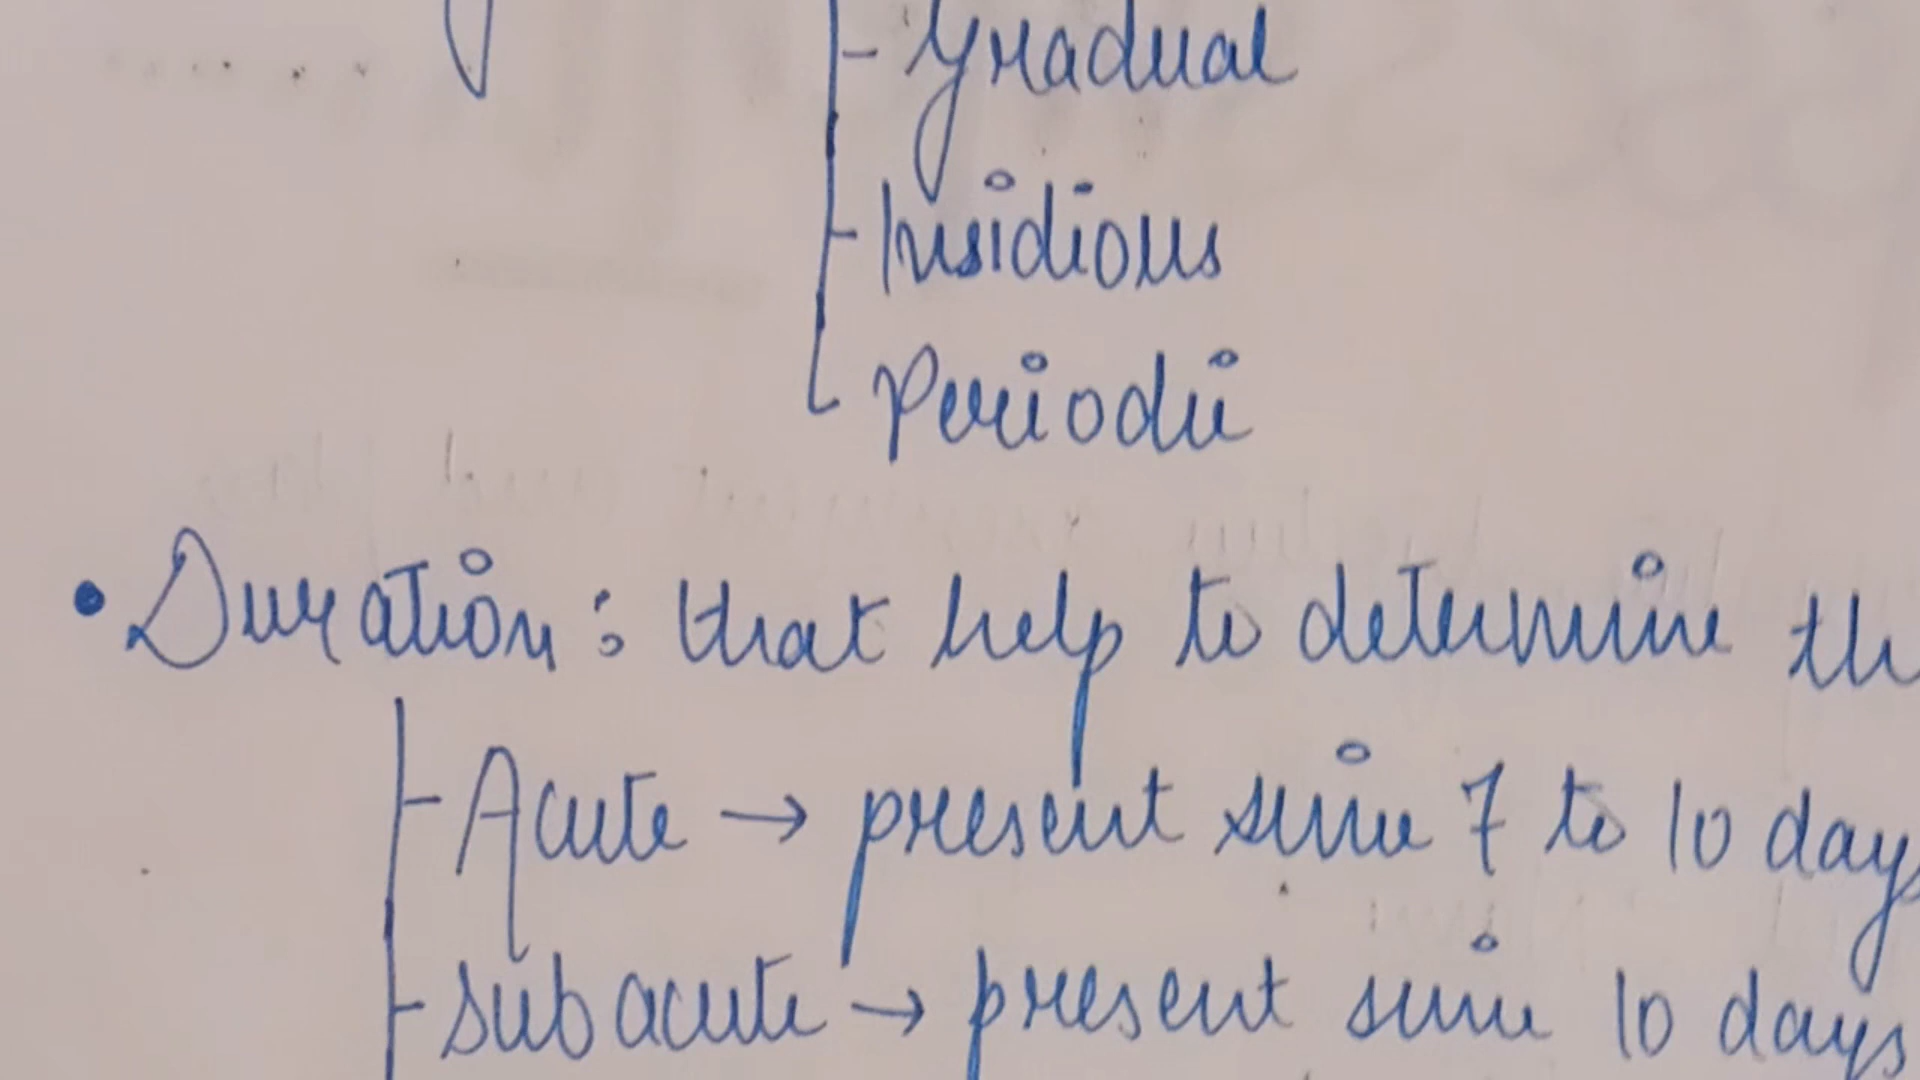 - Gradual
- Insidious
Periodic
• Duration : that help to determine th
- Acute → present since 7 to 10 days
- subacute → present since 10 days